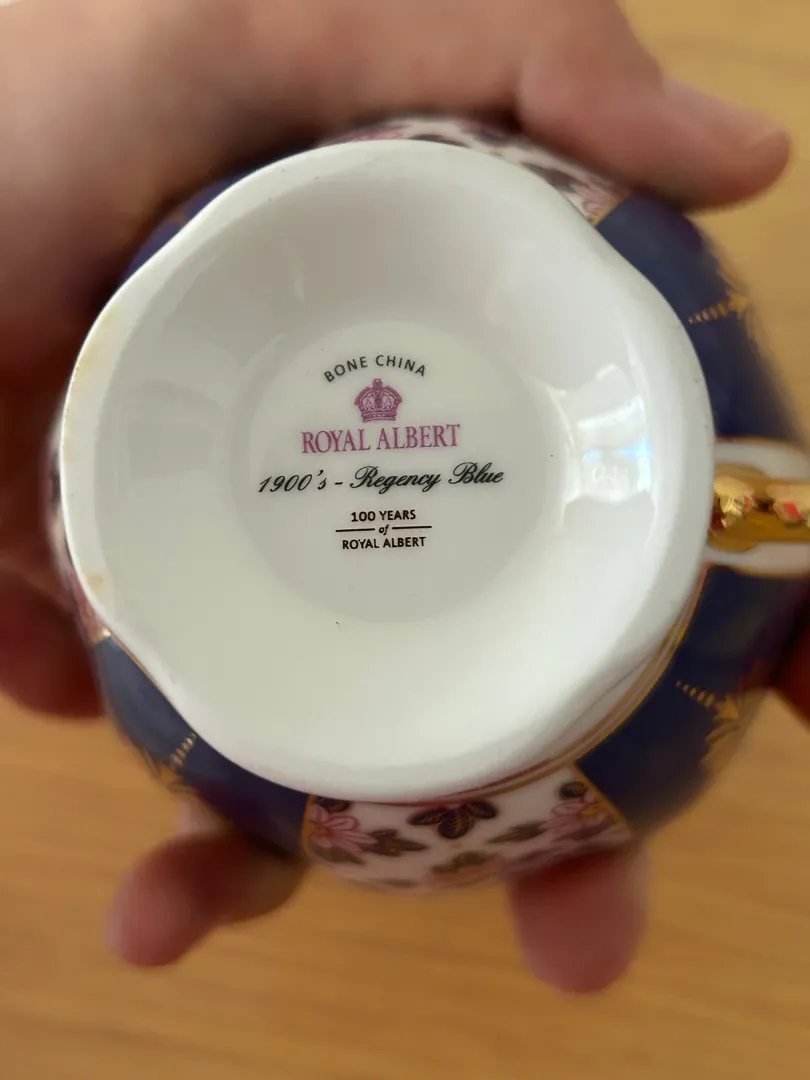 BONE CHINA
ROYAL ALBERT
1900's - Regency Blue
100 YEARS
of
ROYAL ALBERT